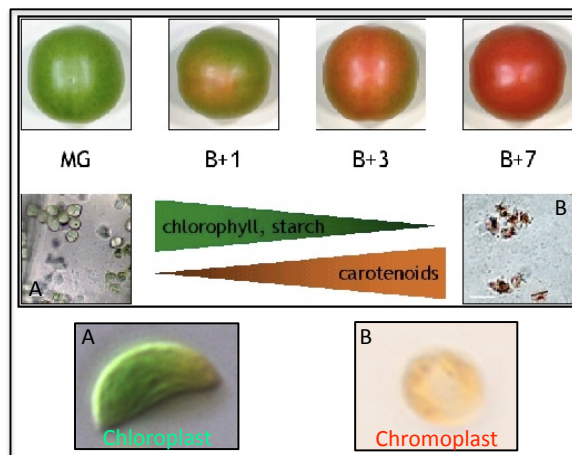 MG B+1 B+3 B+7
chlorophyll, starch
carotenoids
A
B
A
Chloroplast
B
Chromoplast